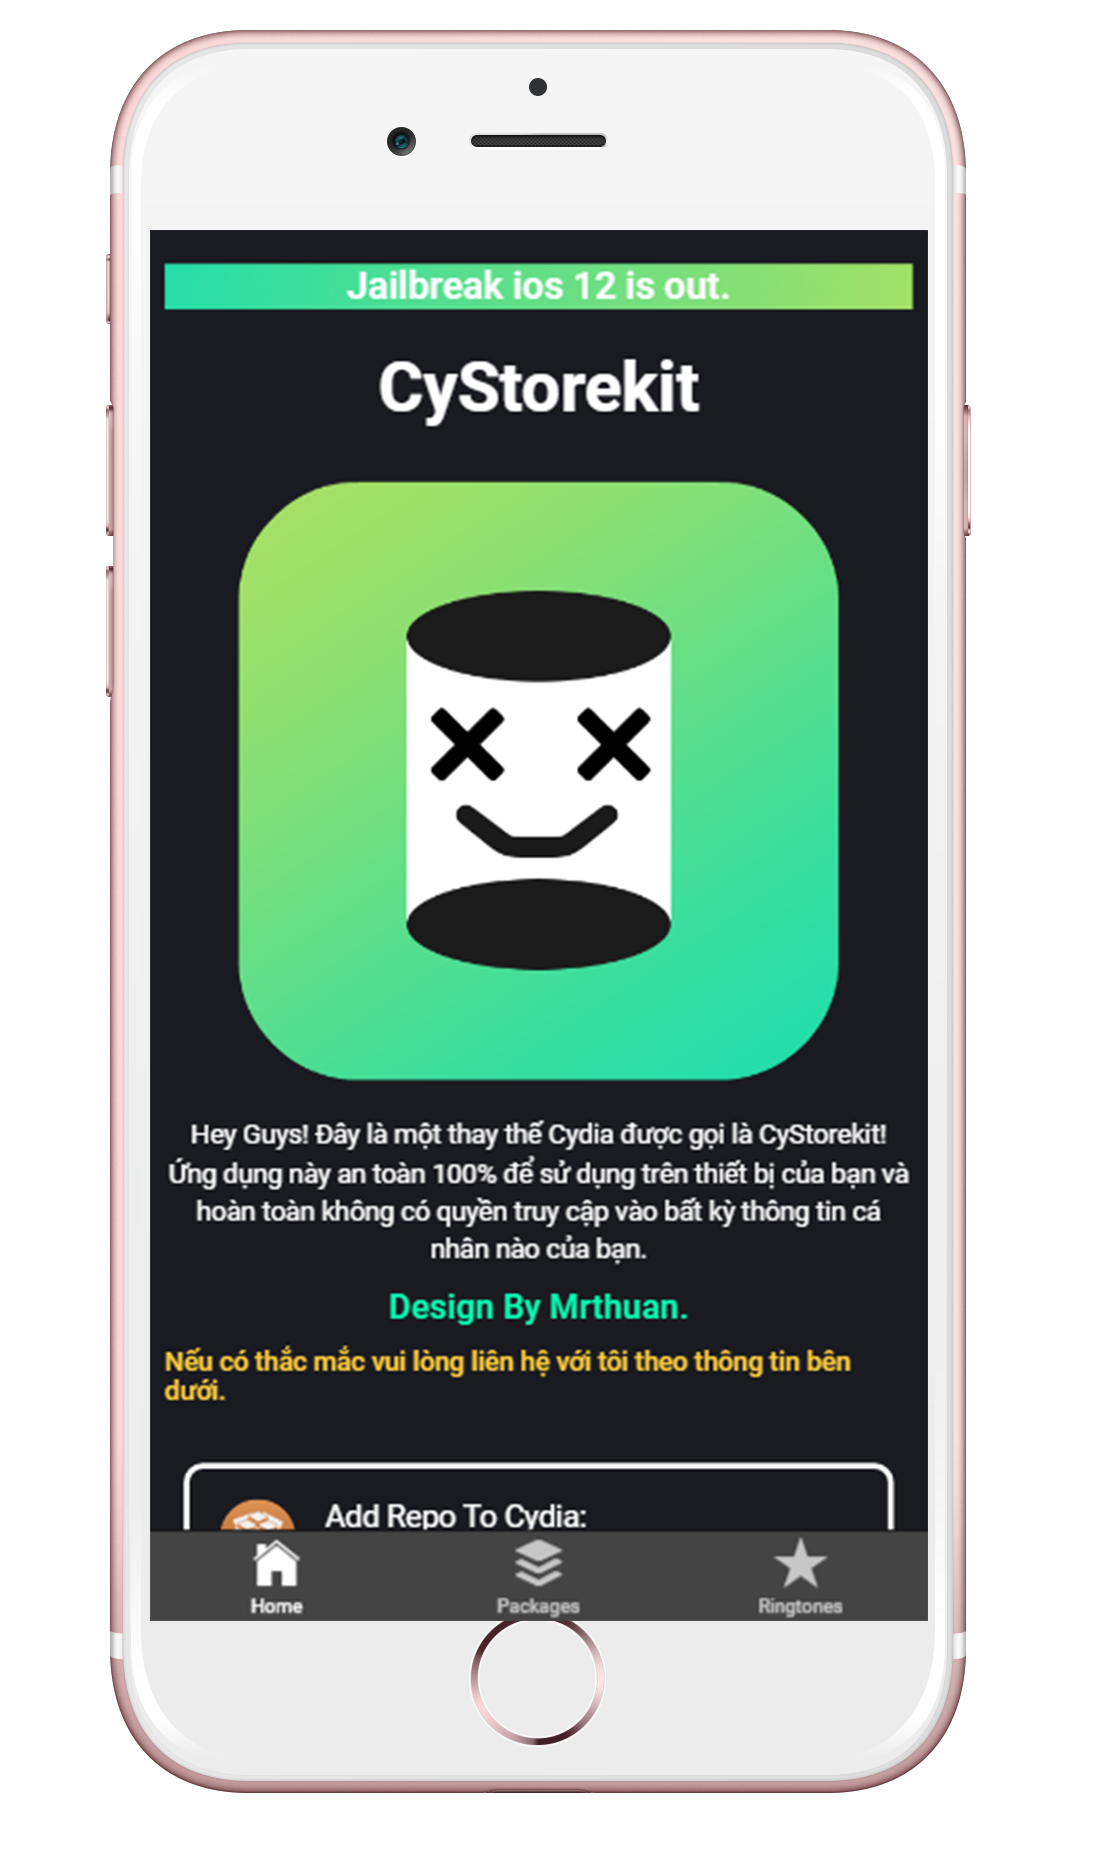 Jailbreak ios 12 is out.
CyStorekit
Hey Guys! Đây là một thay thế Cydia được gọi là CyStorekit!
Ứng dụng này an toàn 100% để sử dụng trên thiết bị của bạn và
hoàn toàn không có quyền truy cập vào bất kỳ thông tin cá
nhân nào của bạn.
Design By Mrthuan.
Nếu có thắc mắc vui lòng liên hệ với tôi theo thông tin bên
dưới.
Add Repo To Cydia:
Home
Packages
Ringtones